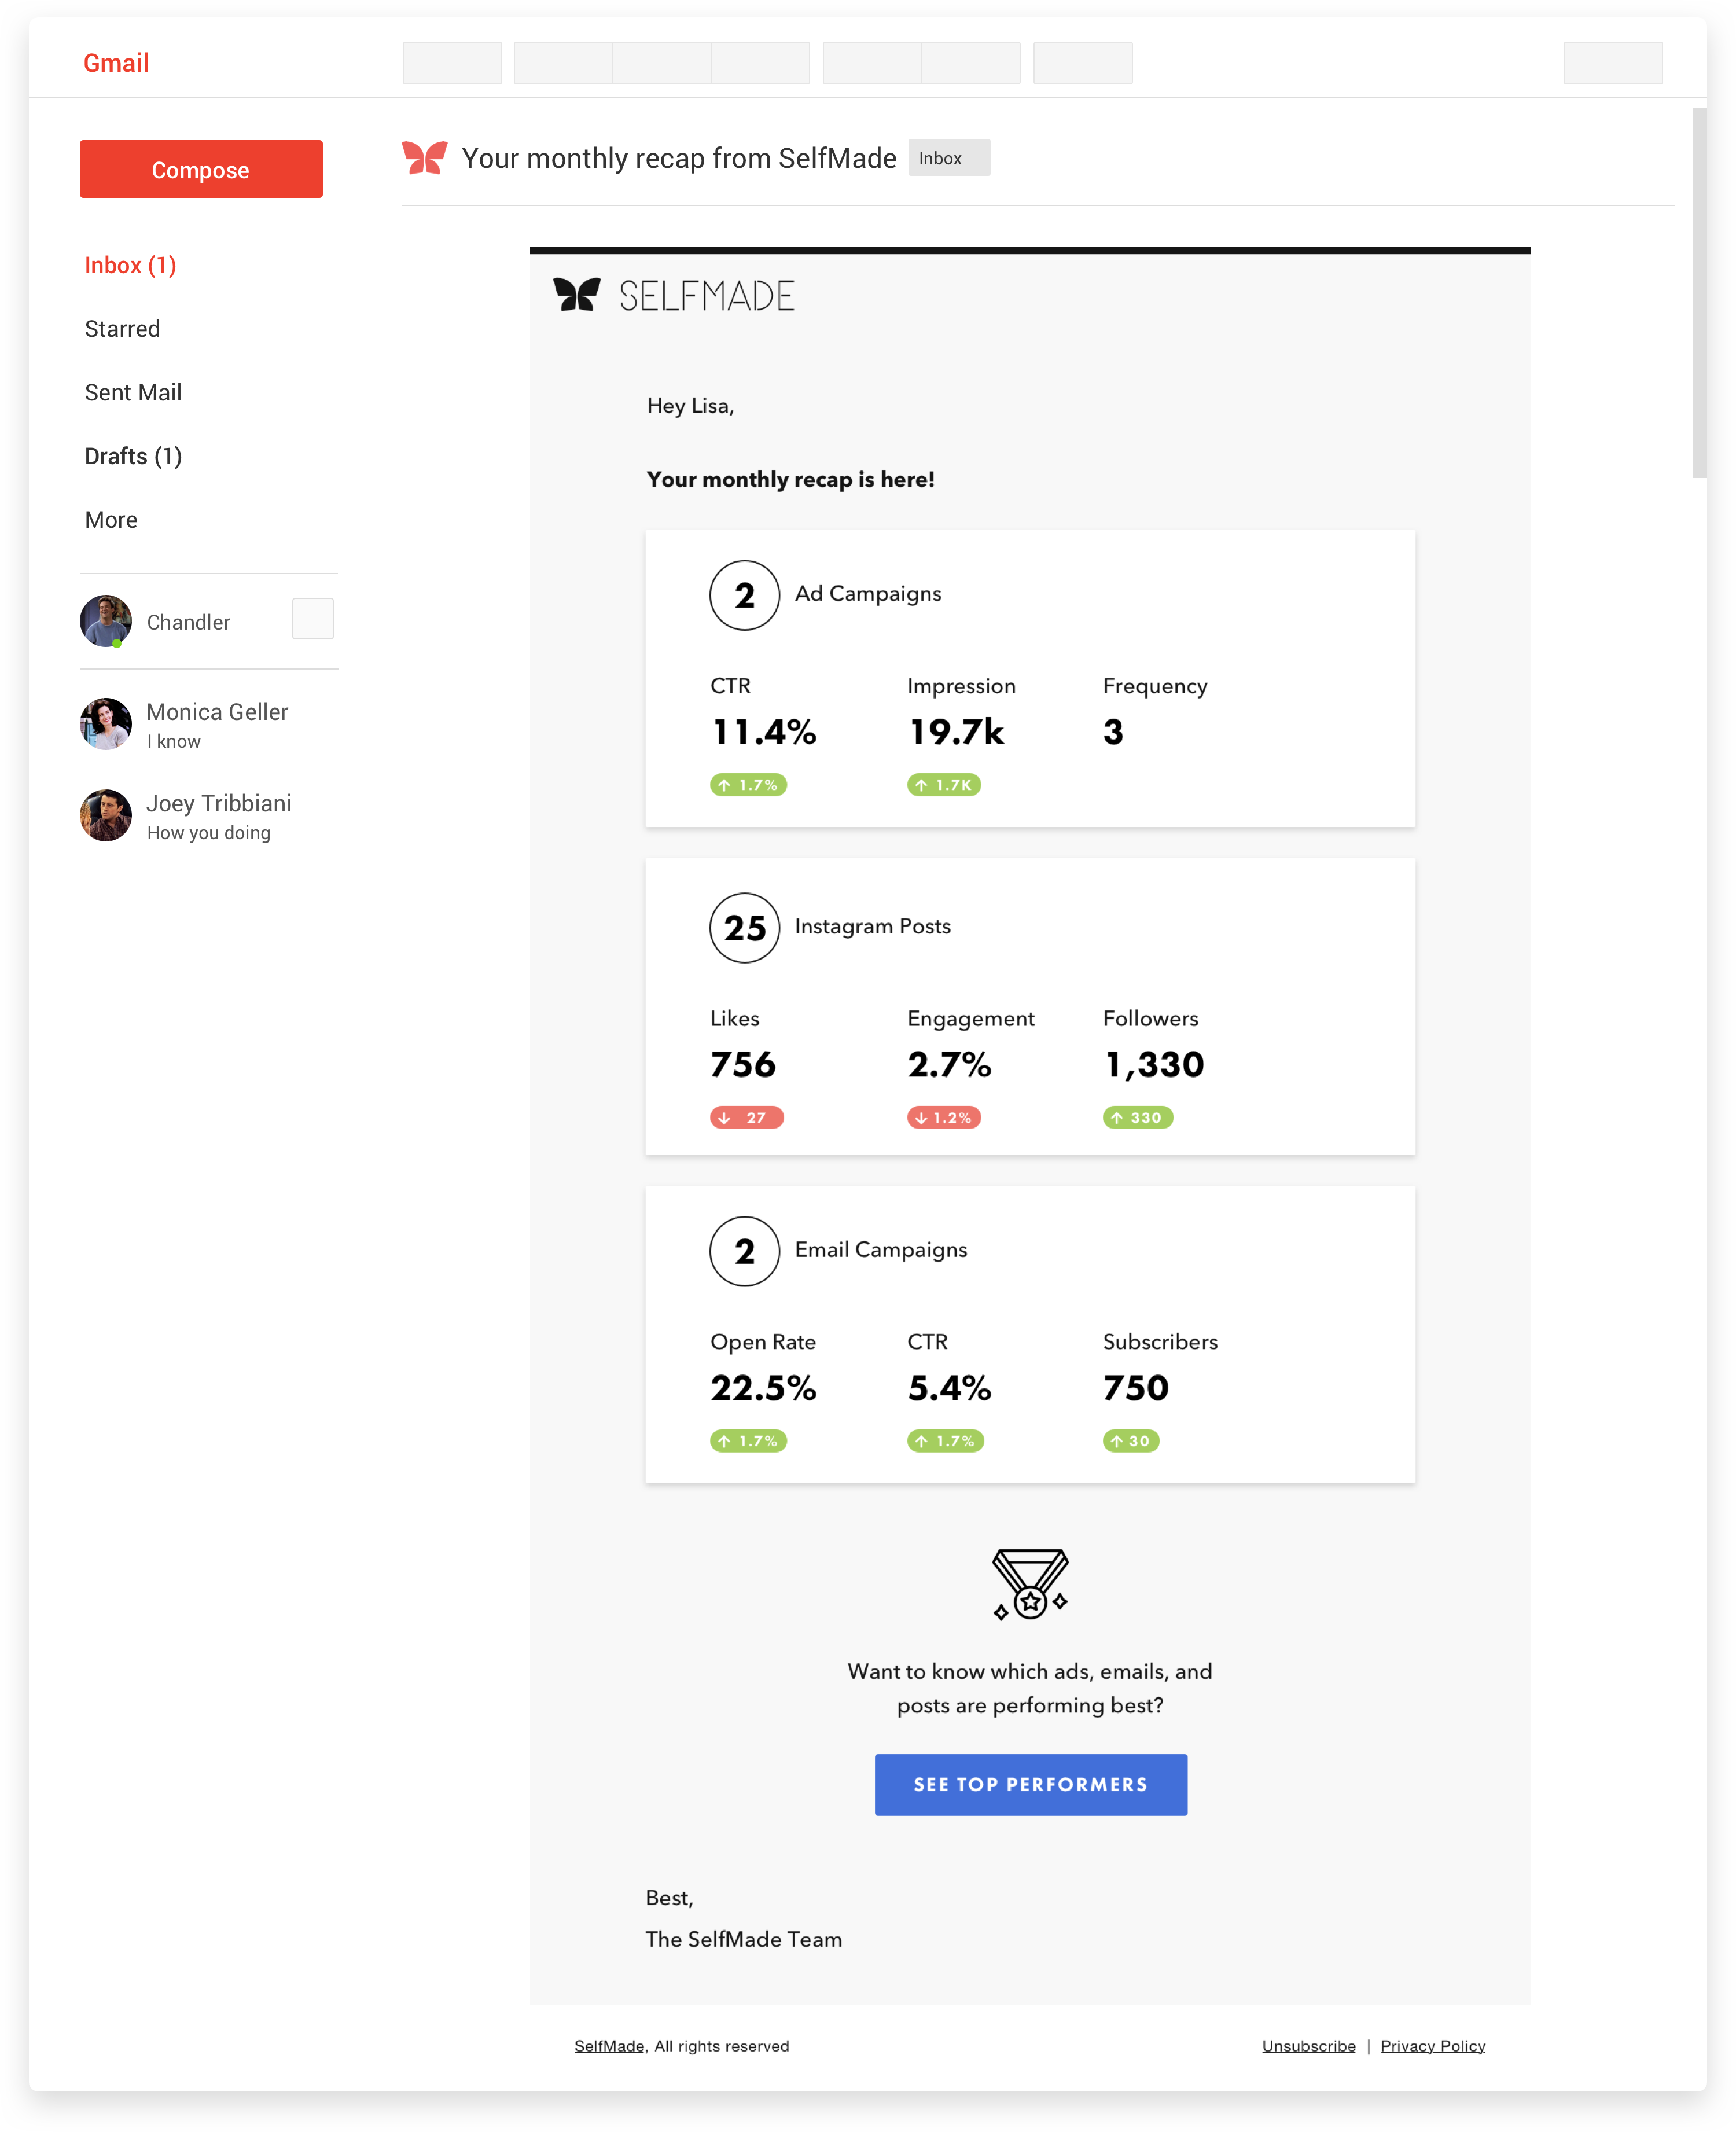 Gmail
Compose
Inbox (1)
Starred
Sent Mail
Drafts (1)
More
Chandler
Monica Geller
I know
Joey Tribbiani
How you doing
Your monthly recap from SelfMade Inbox
SELFMADE
Hey Lisa,
Your monthly recap is here!
2 Ad Campaigns
CTR Impression Frequency
11.4% 19.7k 3
↑ 1.7% ↑ 1.7K
25 Instagram Posts
Likes Engagement Followers
756 2.7% 1,330
↓ 27 ↓ 1.2% ↑ 330
2 Email Campaigns
Open Rate CTR Subscribers
22.5% 5.4% 750
↑ 1.7% ↑ 1.7% ↑ 30
Want to know which ads, emails, and
posts are performing best?
SEE TOP PERFORMERS
Best,
The SelfMade Team
SelfMade, All rights reserved Unsubscribe | Privacy Policy